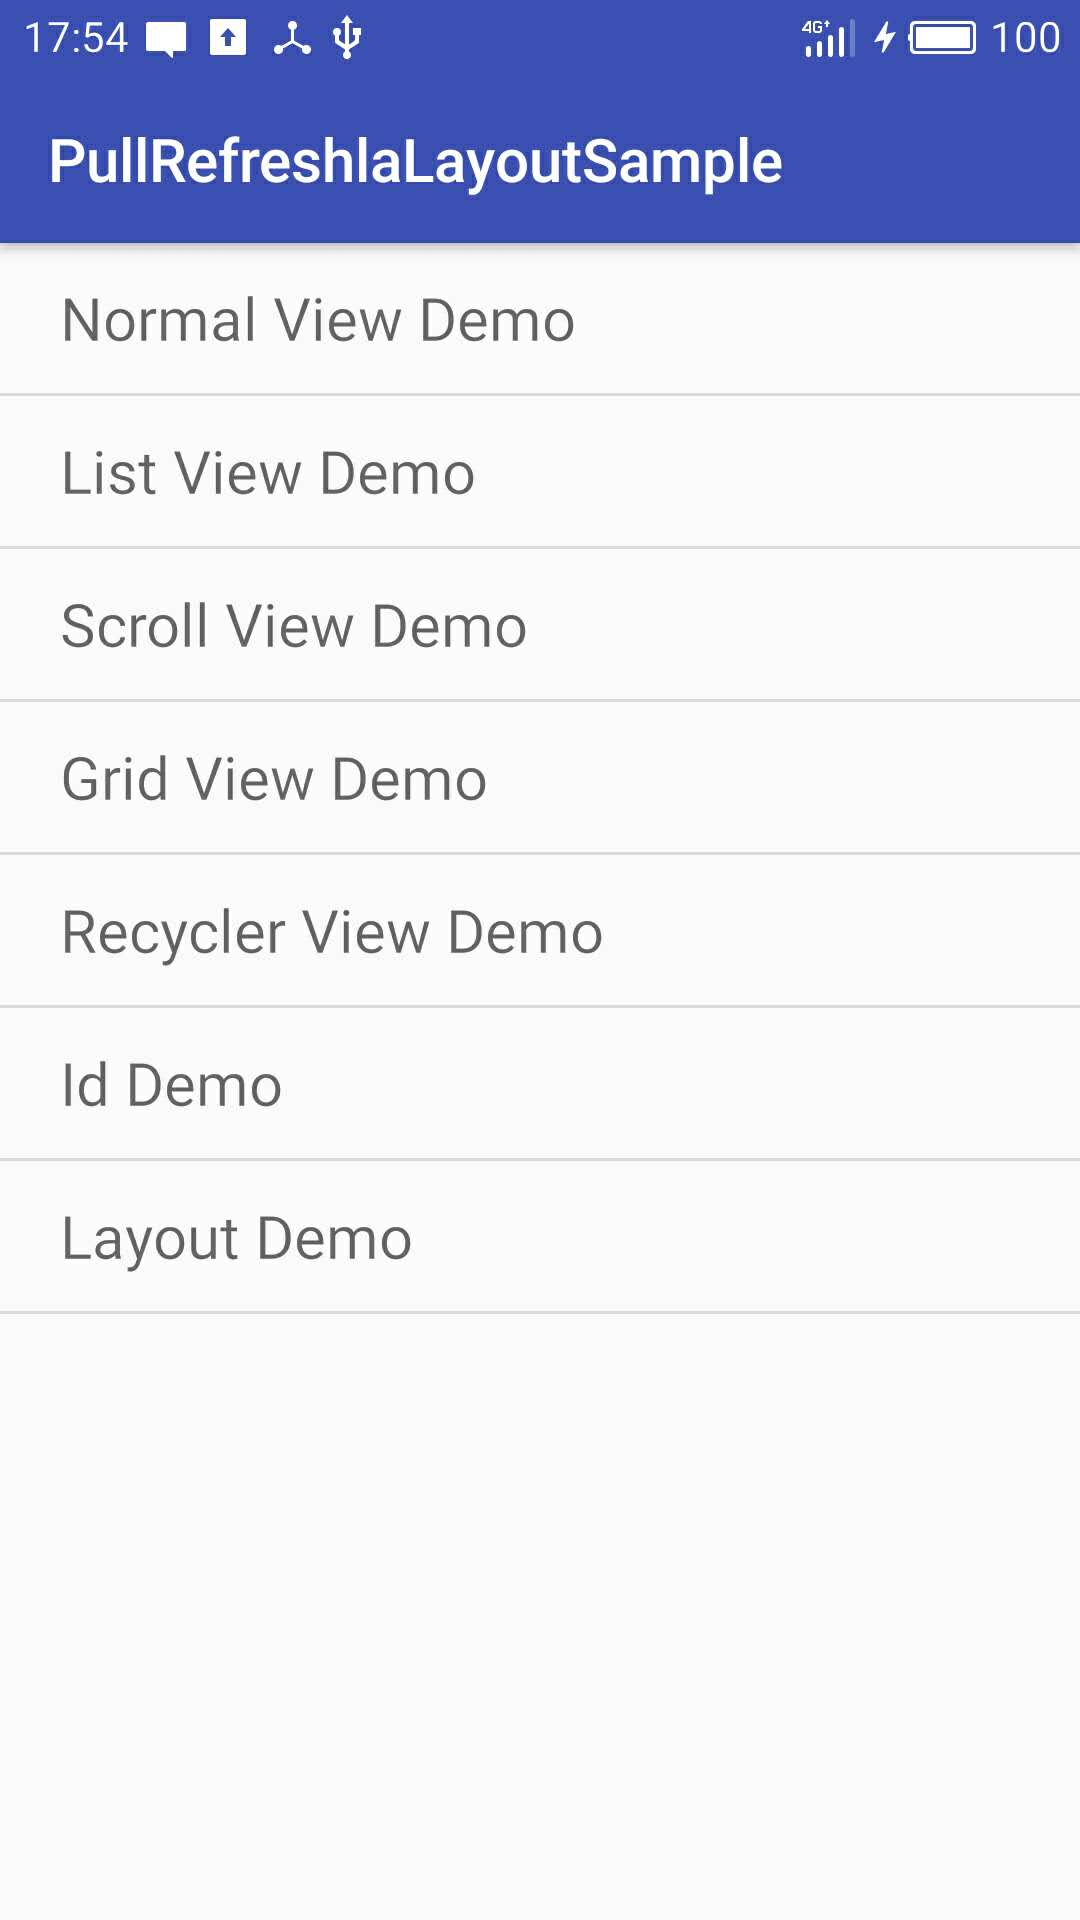 17:54 4G+ 100
PullRefreshlaLayoutSample
Normal View Demo
List View Demo
Scroll View Demo
Grid View Demo
Recycler View Demo
Id Demo
Layout Demo